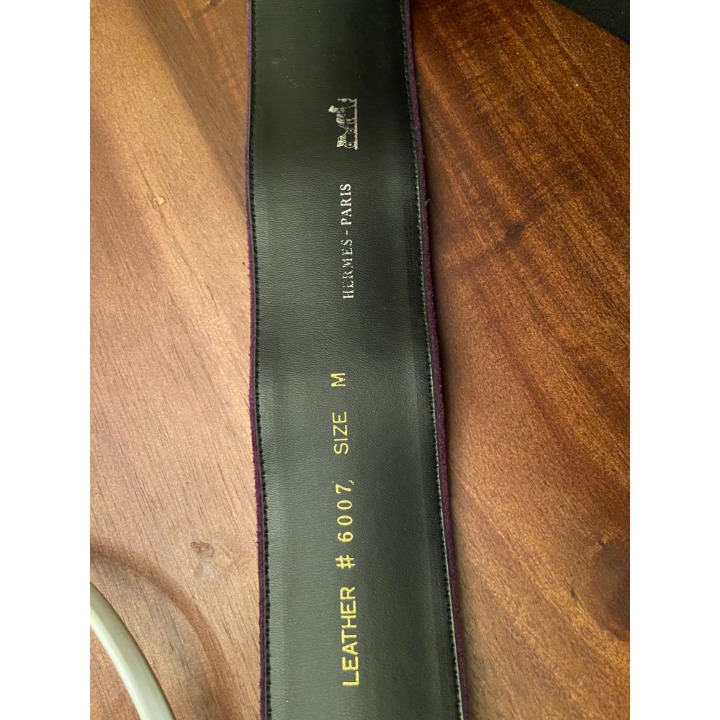 HERMES - PARIS
LEATHER # 6007 SIZE M